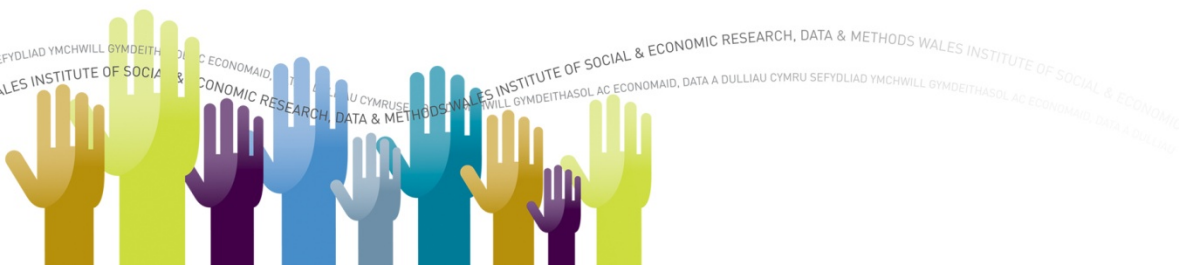 EFYDLIAD YMCHWILL GYMDEITHASOL AC ECONOMAID, DATA A DULLIAU CYMRU SEFYDLIAD YMCHWILL GYMDEITHASOL AC ECONOMAID, DATA A DULLIAU CYMRU SEFYDLIAD YMCHWILL GYMDEITHASOL AC ECONOMAID, DATA A DULLIAU
ALES INSTITUTE OF SOCIAL & ECONOMIC RESEARCH, DATA & METHODS WALES INSTITUTE OF SOCIAL & ECONOMIC RESEARCH, DATA & METHODS WALES INSTITUTE OF SOCIAL & ECONOMIC